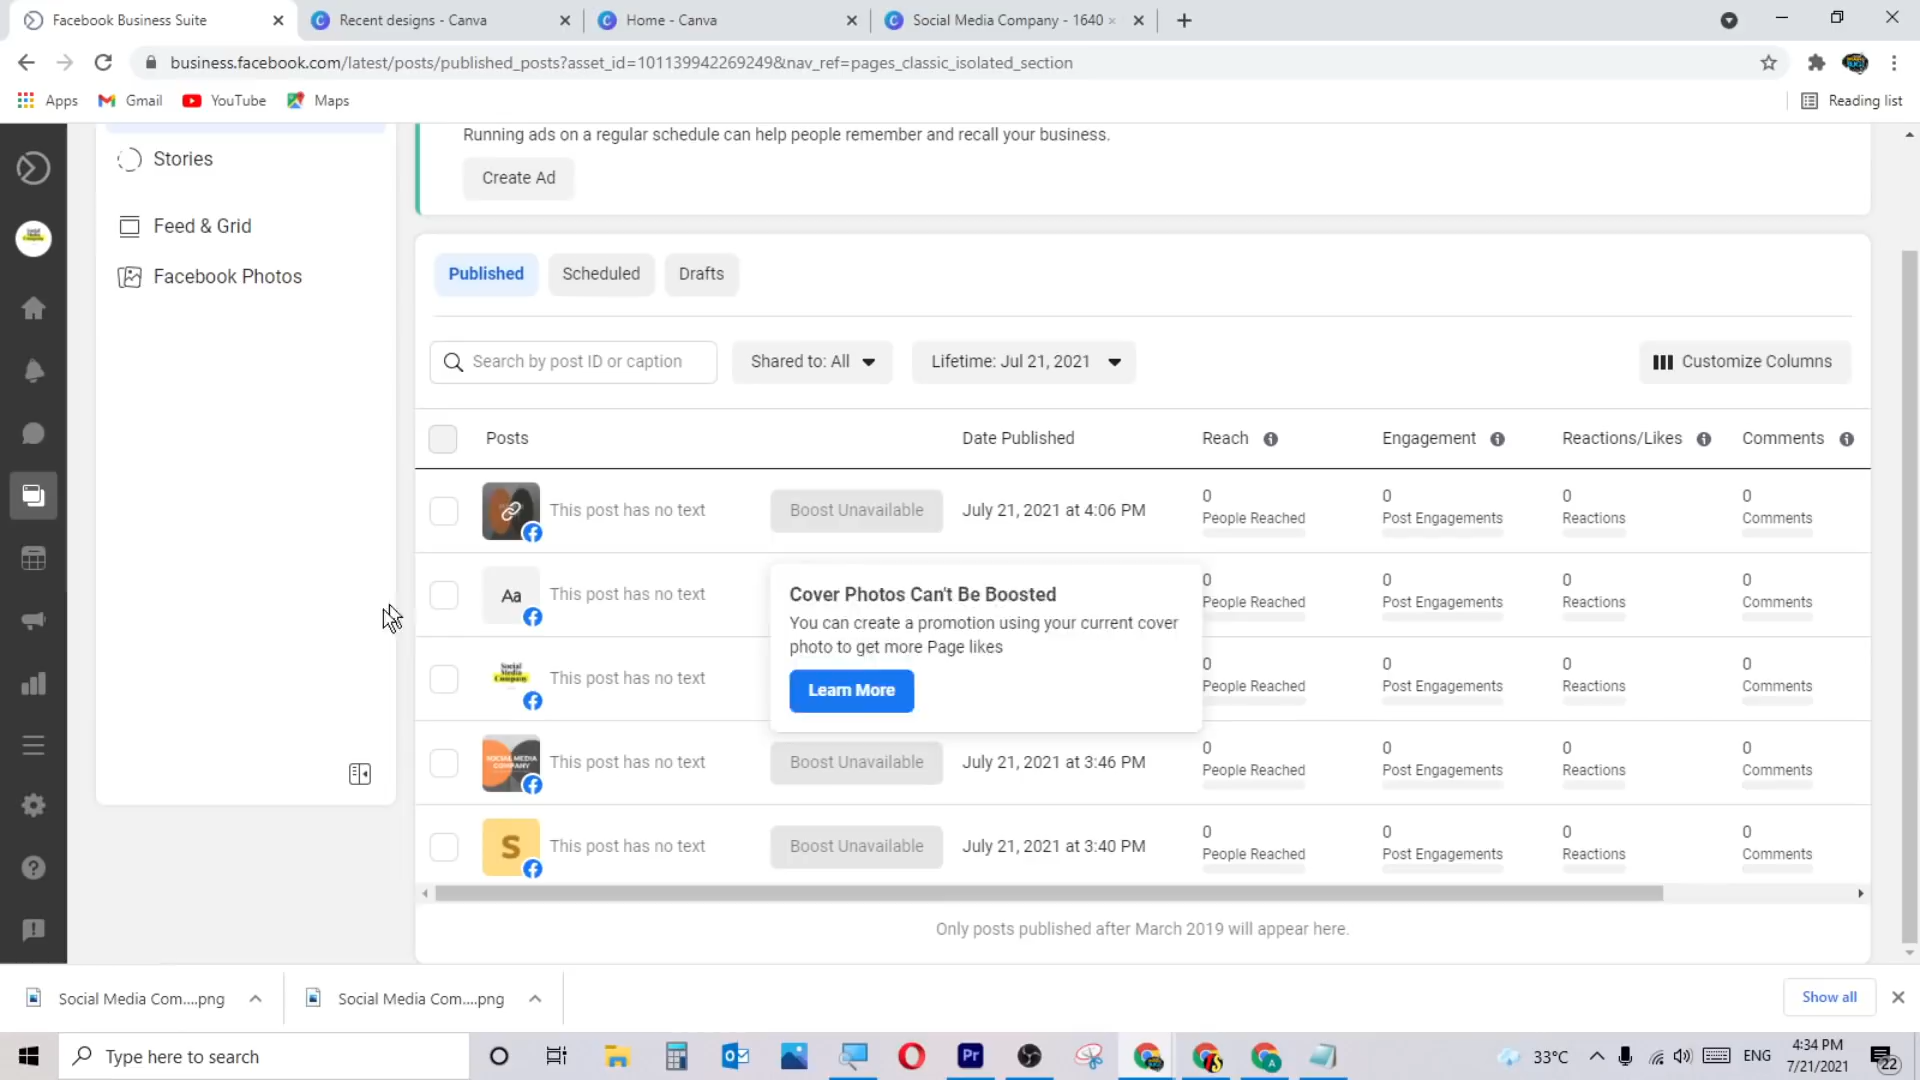 Facebook Business Suite
Recent designs - Canva
Home - Canva
Social Media Company - 1640 ×
business.facebook.com/latest/posts/published_posts?asset_id=101139942269249&nav_ref=pages_classic_isolated_section
Apps
Gmail
YouTube
Maps
Reading list
Running ads on a regular schedule can help people remember and recall your business.
Create Ad
Stories
Feed & Grid
Facebook Photos
Published
Scheduled
Drafts
Search by post ID or caption
Shared to: All
Lifetime: Jul 21, 2021
Customize Columns
Posts
Date Published
Reach
Engagement
Reactions/Likes
Comments
This post has no text
Boost Unavailable
July 21, 2021 at 4:06 PM
0
People Reached
0
Post Engagements
0
Reactions
0
Comments
Aa
This post has no text
0
People Reached
0
Post Engagements
0
Reactions
0
Comments
Cover Photos Can't Be Boosted
You can create a promotion using your current cover
photo to get more Page likes
Learn More
Social
Media
Company
This post has no text
0
People Reached
0
Post Engagements
0
Reactions
0
Comments
SOCIAL MEDIA
COMPANY
This post has no text
Boost Unavailable
July 21, 2021 at 3:46 PM
0
People Reached
0
Post Engagements
0
Reactions
0
Comments
S
This post has no text
Boost Unavailable
July 21, 2021 at 3:40 PM
0
People Reached
0
Post Engagements
0
Reactions
0
Comments
Only posts published after March 2019 will appear here.
Social Media Com....png
Social Media Com....png
Show all
Type here to search
Pr
33°C
ENG
4:34 PM
7/21/2021
22